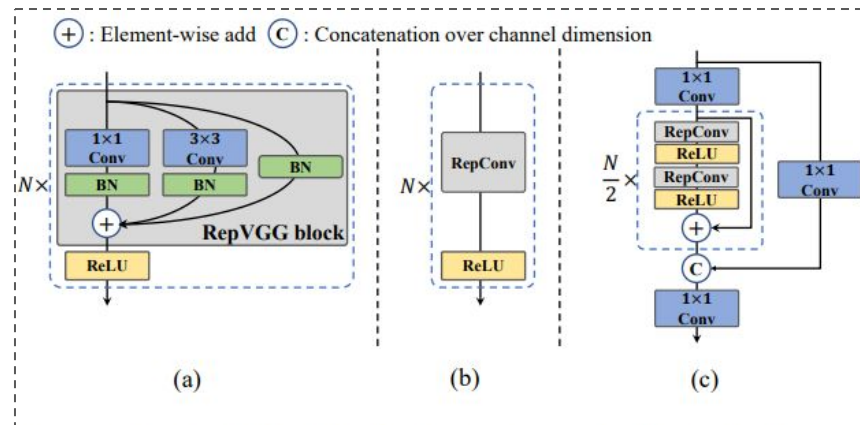 + : Element-wise add C : Concatenation over channel dimension
N×
1×1
Conv
BN
3×3
Conv
BN
BN
+
RepVGG block
ReLU
(a)
N×
RepConv
ReLU
(b)
1×1
Conv
N/2 ×
RepConv
ReLU
RepConv
ReLU
+
1×1
Conv
C
1×1
Conv
(c)